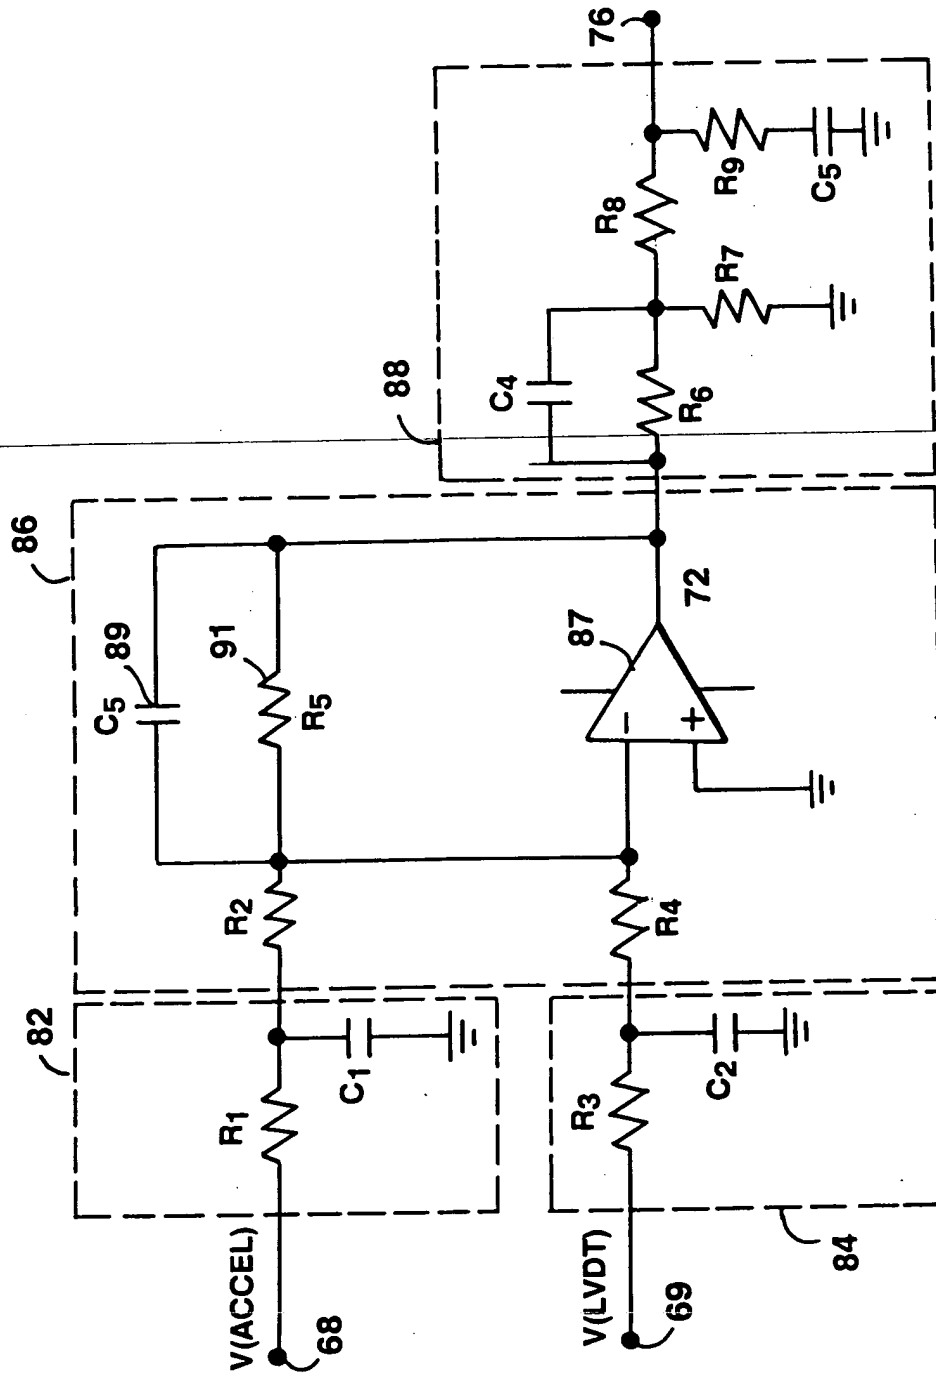 82
86
88
76
V(ACCEL)
68
R1
C1
R2
C5
89
91
R5
V(LVDT)
69
R3
C2
84
R4
−
+
87
72
C4
R6
R7
R8
R9
C5